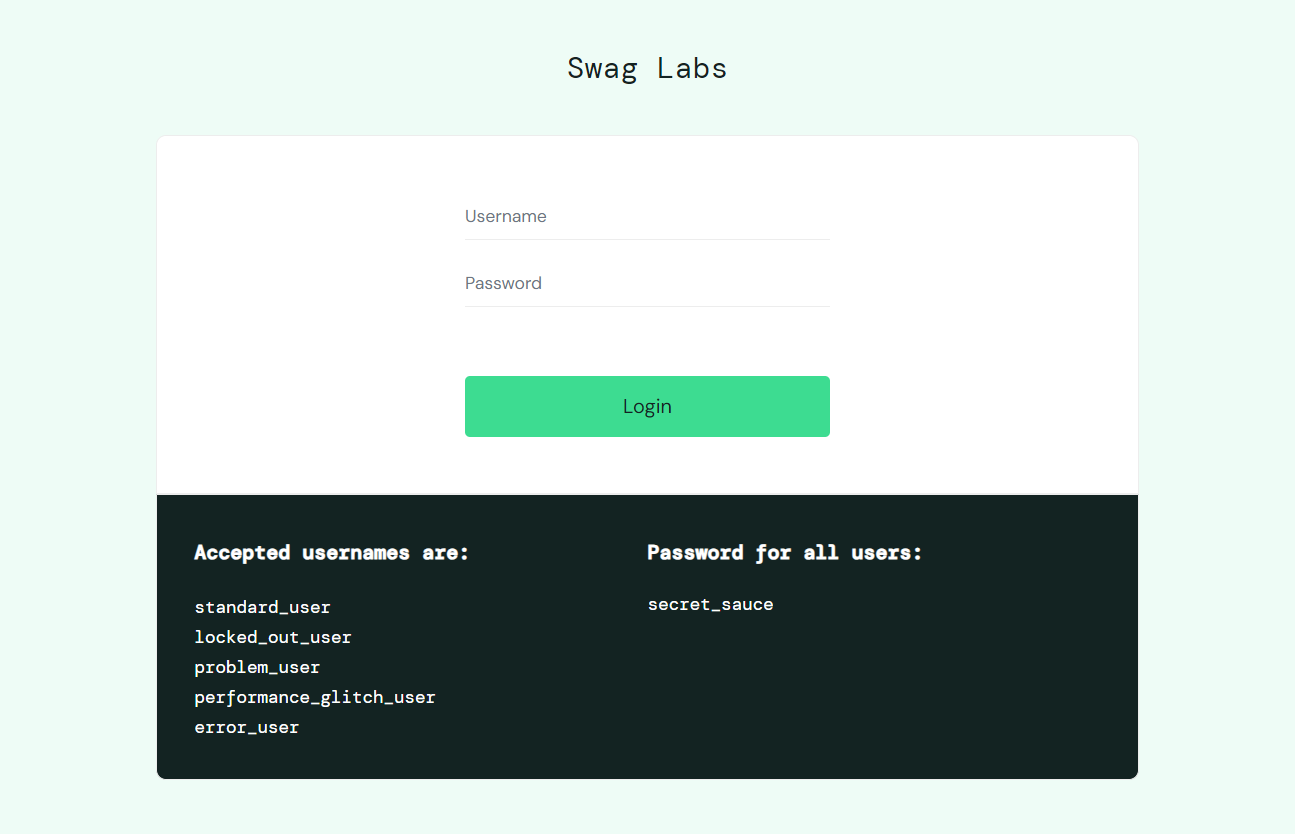 Swag Labs
Username
Password
Login
Accepted usernames are:
standard_user
locked_out_user
problem_user
performance_glitch_user
error_user
Password for all users:
secret_sauce